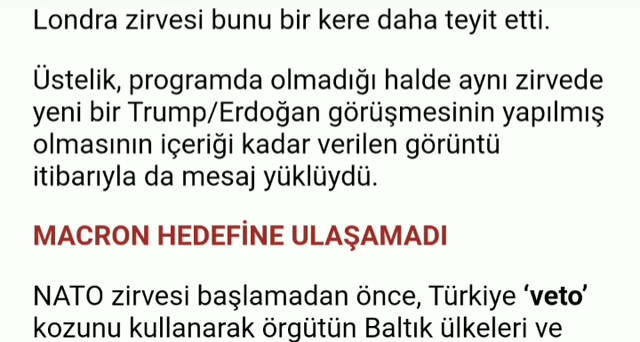 Londra zirvesi bunu bir kere daha teyit etti.
Üstelik, programda olmadığı halde aynı zirvede
yeni bir Trump/Erdoğan görüşmesinin yapılmış
olmasının içeriği kadar verilen görüntü
itibarıyla da mesaj yüklüydü.
MACRON HEDEFİNE ULAŞAMADI
NATO zirvesi başlamadan önce, Türkiye ‘veto’
kozunu kullanarak örgütün Baltık ülkeleri ve